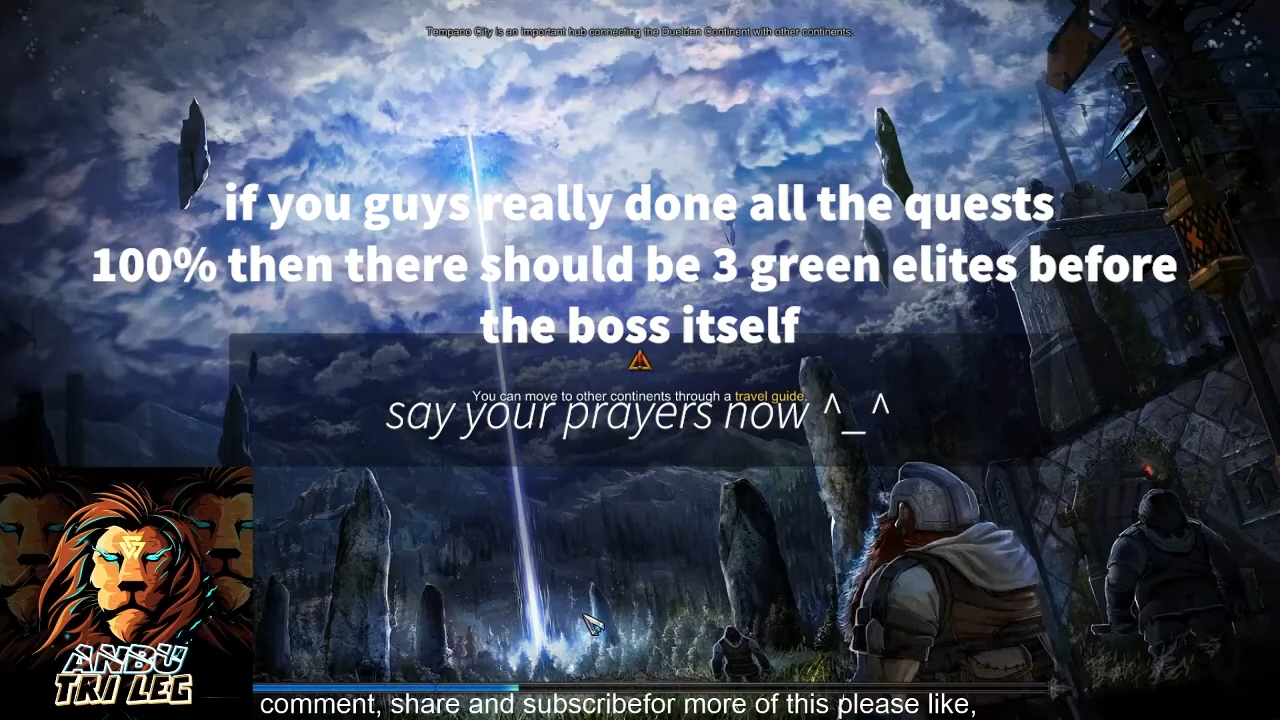 Tempano City is an important hub connecting the Duelden Continent with other continents.
if you guys really done all the quests
100% then there should be 3 green elites before
the boss itself
You can move to other continents through a travel guide.
say your prayers now ^_^
ANBU
TRI LEG
comment, share and subscribefor more of this please like,